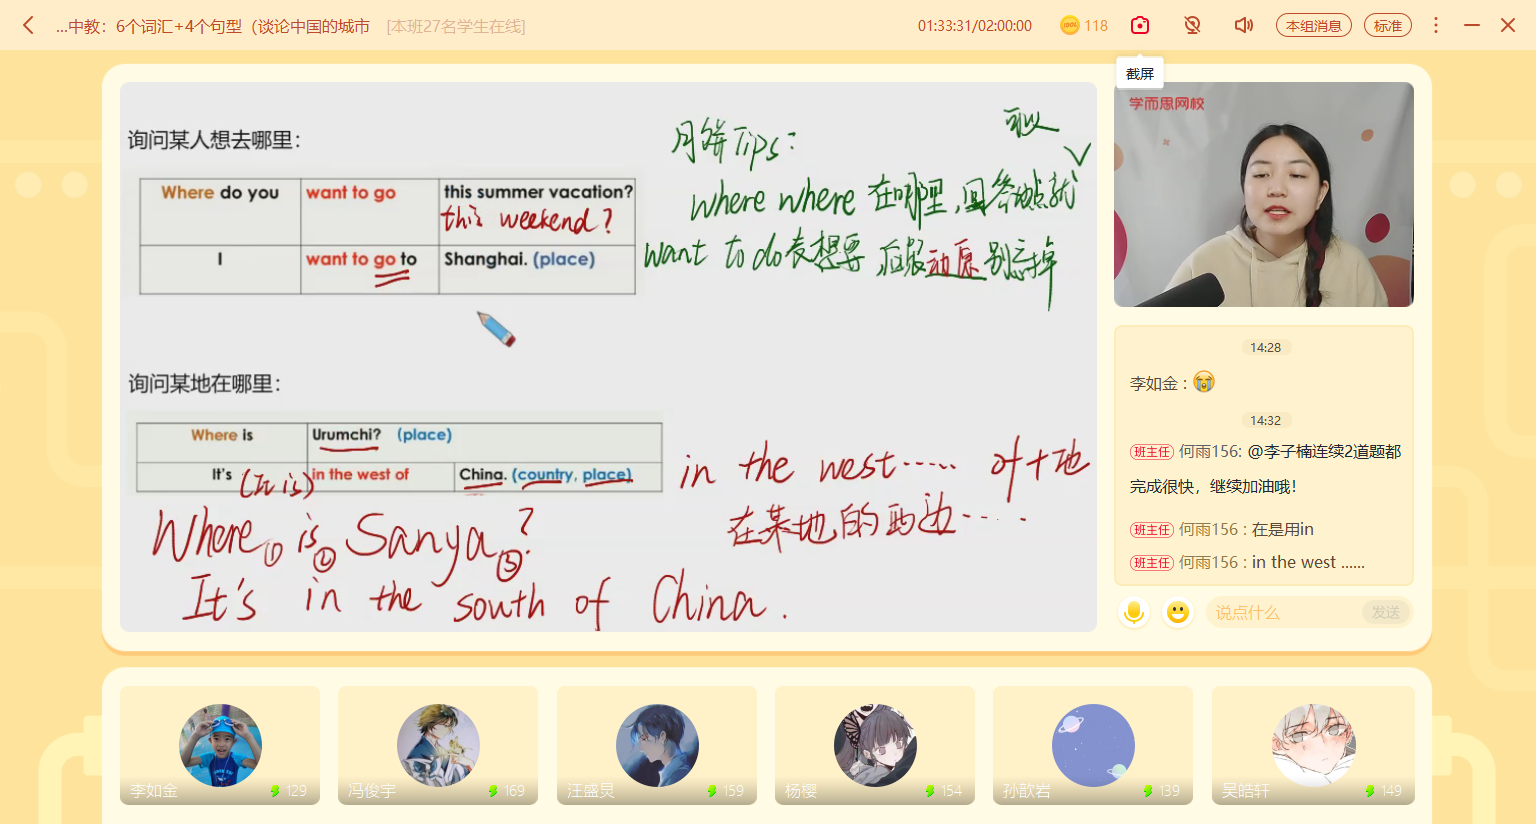 ...中教：6个词汇+4个句型（谈论中国的城市 [本班27名学生在线]
01:33:31/02:00:00
118
本组消息
标准
截屏
学而思网校
询问某人想去哪里：
Where do you want to go this summer vacation?
this weekend?
I want to go to Shanghai. (place)
月饼Tips：
where where 在哪里，回答地点就
可以
want to do 表想要 后跟动原别忘掉
询问某地在哪里：
Where is Urumchi? (place)
It's in the west of China. (country, place)
(It is)
in the west…… of+地
在某地的西边……
Where① is② Sanya③?
It's in the south of China.
14:28
李如金：😭
14:32
班主任 何雨156: @李子楠连续2道题都
完成很快，继续加油哦！
班主任 何雨156 : 在是用in
班主任 何雨156 : in the west ......
说点什么
发送
李如金 129
冯俊宇 169
汪盛炅 159
杨樱 154
孙歆岩 139
吴皓轩 149